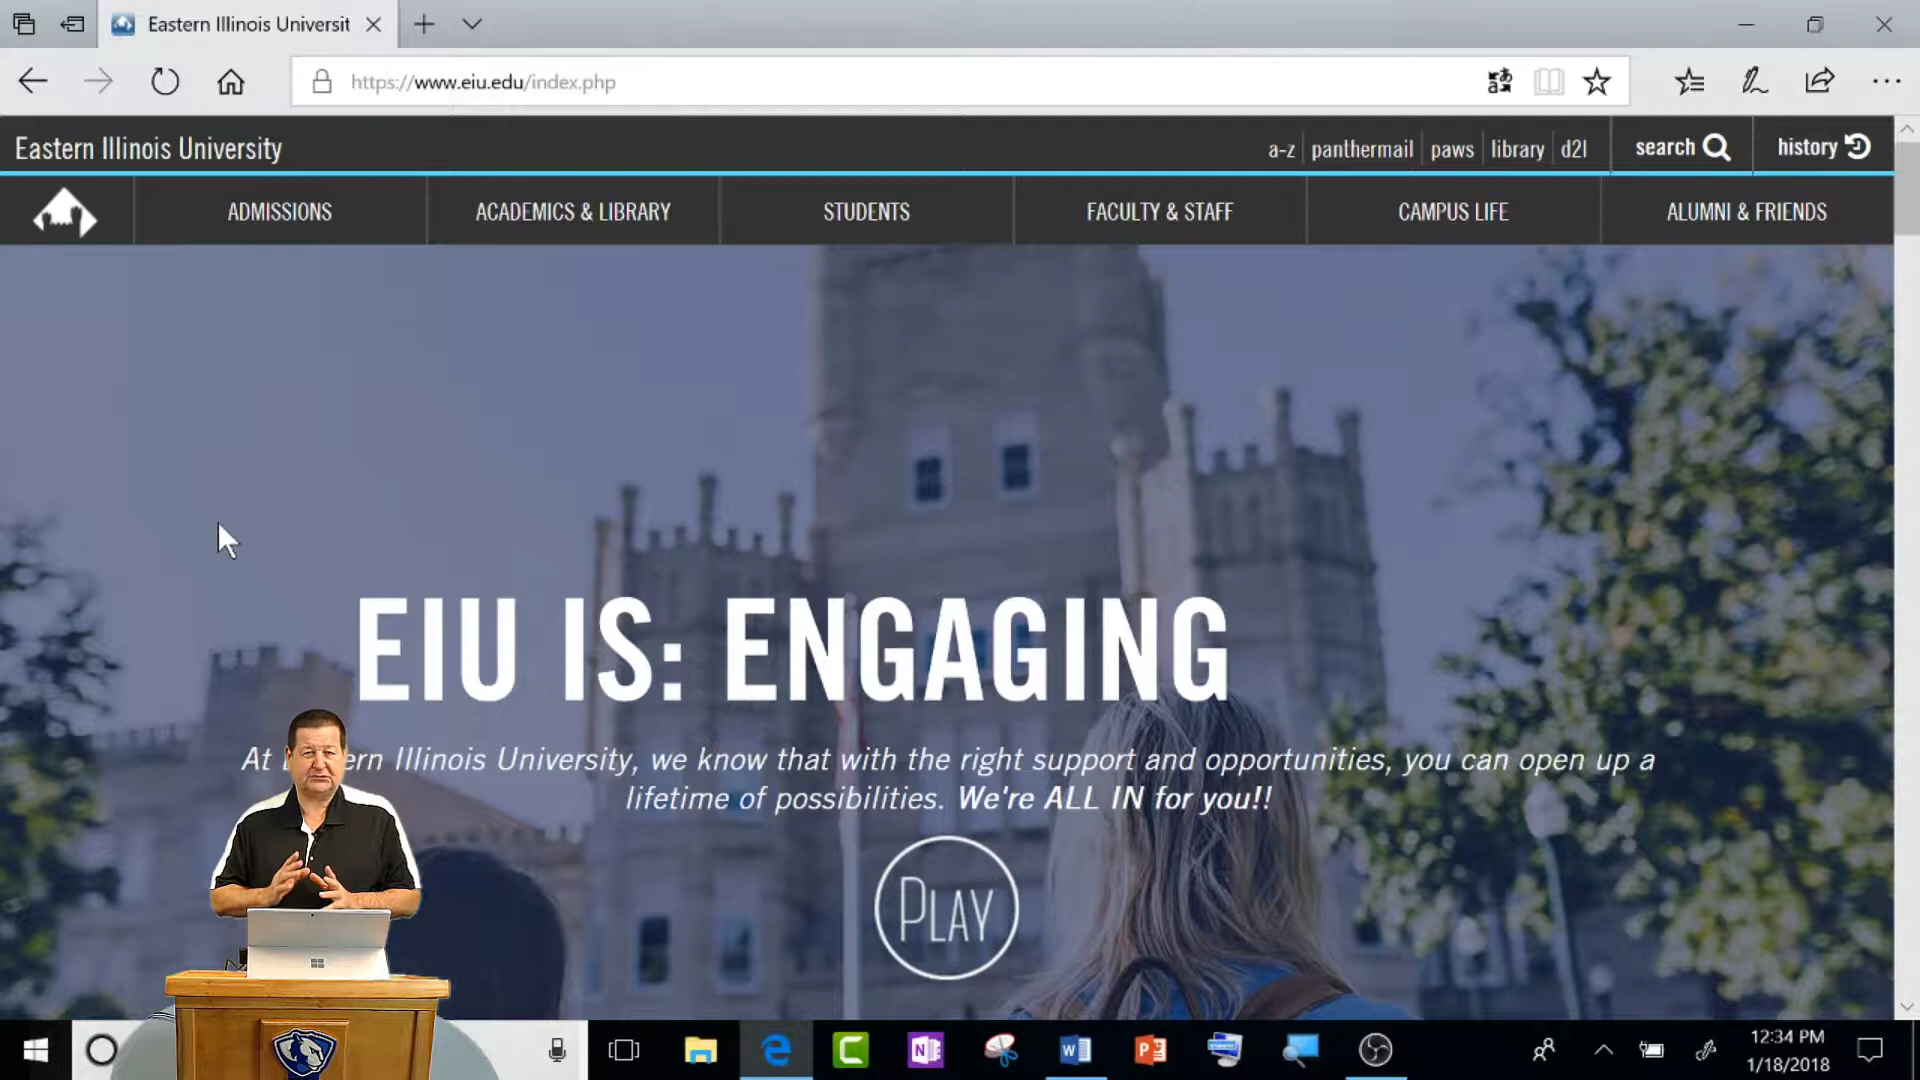 Eastern Illinois Universit
https://www.eiu.edu/index.php
Eastern Illinois University
a-z
panthermail
paws
library
d2l
search
history
ADMISSIONS
ACADEMICS & LIBRARY
STUDENTS
FACULTY & STAFF
CAMPUS LIFE
ALUMNI & FRIENDS
EIU IS: ENGAGING
At ern Illinois University, we know that with the right support and opportunities, you can open up a
lifetime of possibilities. We're ALL IN for you!!
PLAY
12:34 PM
1/18/2018